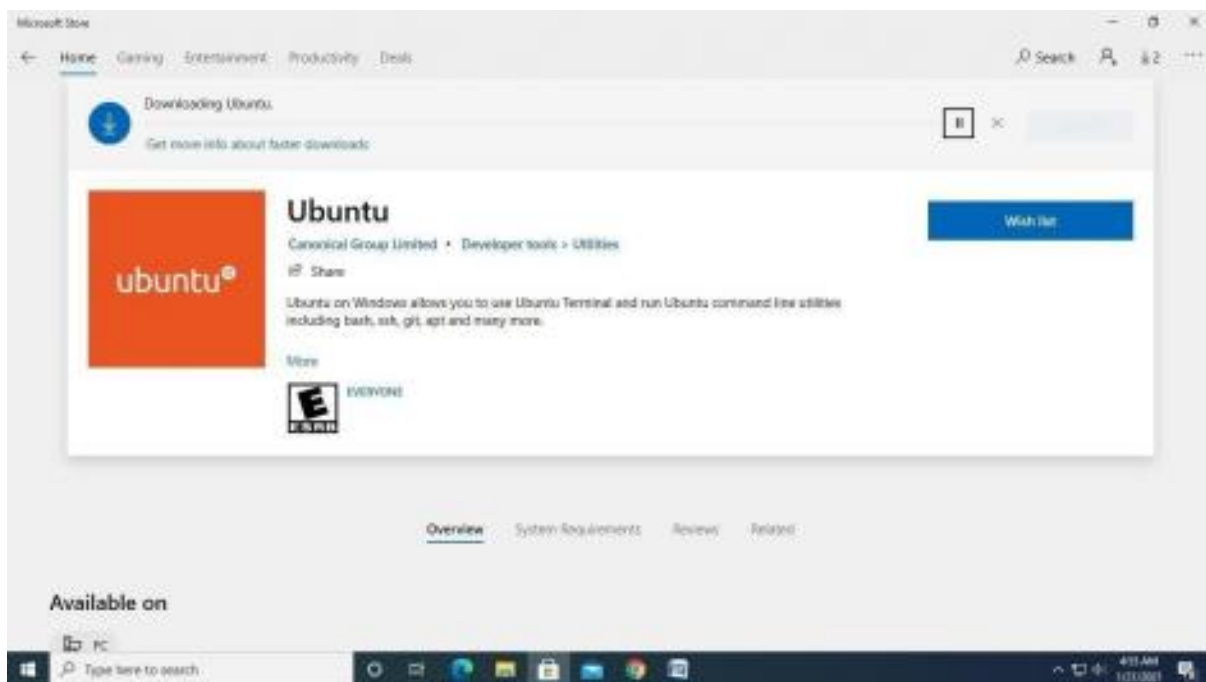 Microsoft Store
Home Gaming Entertainment Productivity Deals
Search
2
Downloading Ubuntu.
Get more info about faster downloads
ubuntu
Ubuntu
Wish list
Canonical Group Limited • Developer tools > Utilities
Share
Ubuntu on Windows allows you to use Ubuntu Terminal and run Ubuntu command line utilities
including bash, ssh, git, apt and many more.
More
E
EVERYONE
ESRB
Overview System Requirements Reviews Related
Available on
PC
Type here to search
AM